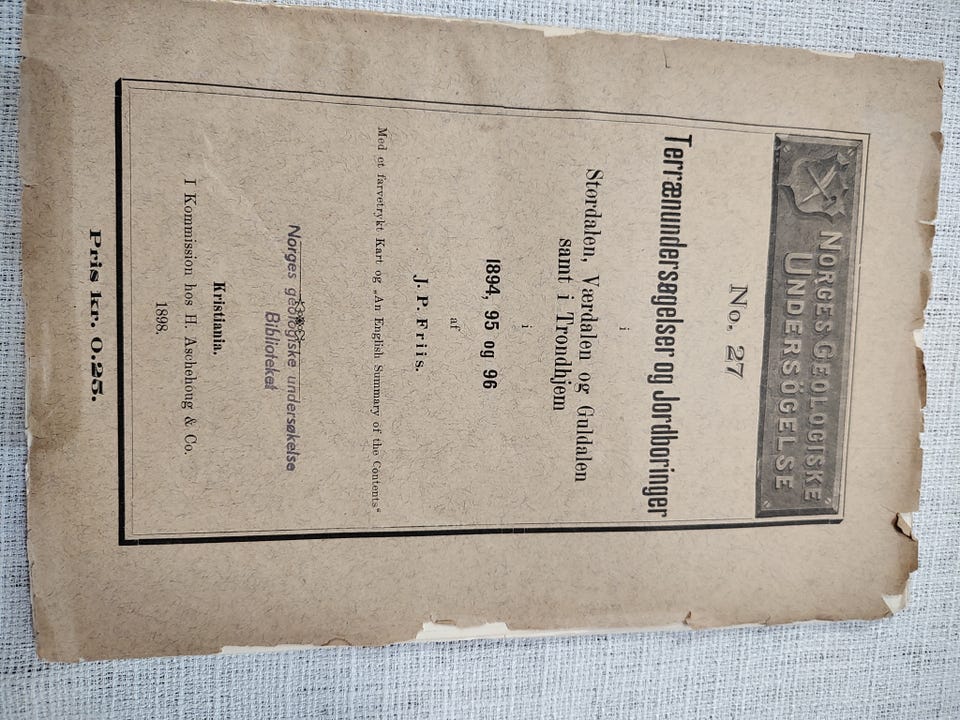 NORGES GEOLOGISKE
UNDERSÖGELSE
No. 27
Terrænundersøgelser og Jordboringer
i
Stordalen, Værdalen og Guldalen
samt i Trondhjem
i
1894, 95 og 96
af
J. P. Friis.
Med et farvetrykt Kart og „An English Summary of the Contents“
Norges geologiske undersøkelse
Biblioteket
Kristiania.
I Kommission hos H. Aschehoug & Co.
1898.
Pris kr. 0.25.